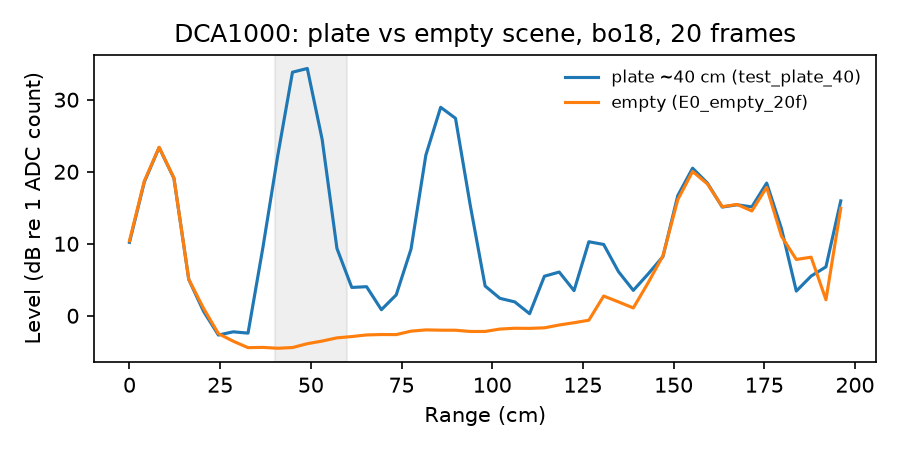 DCA1000: plate vs empty scene, bo18, 20 frames
plate ~40 cm (test_plate_40)
empty (E0_empty_20f)
Level (dB re 1 ADC count)
30
20
10
0
0 25 50 75 100 125 150 175 200
Range (cm)